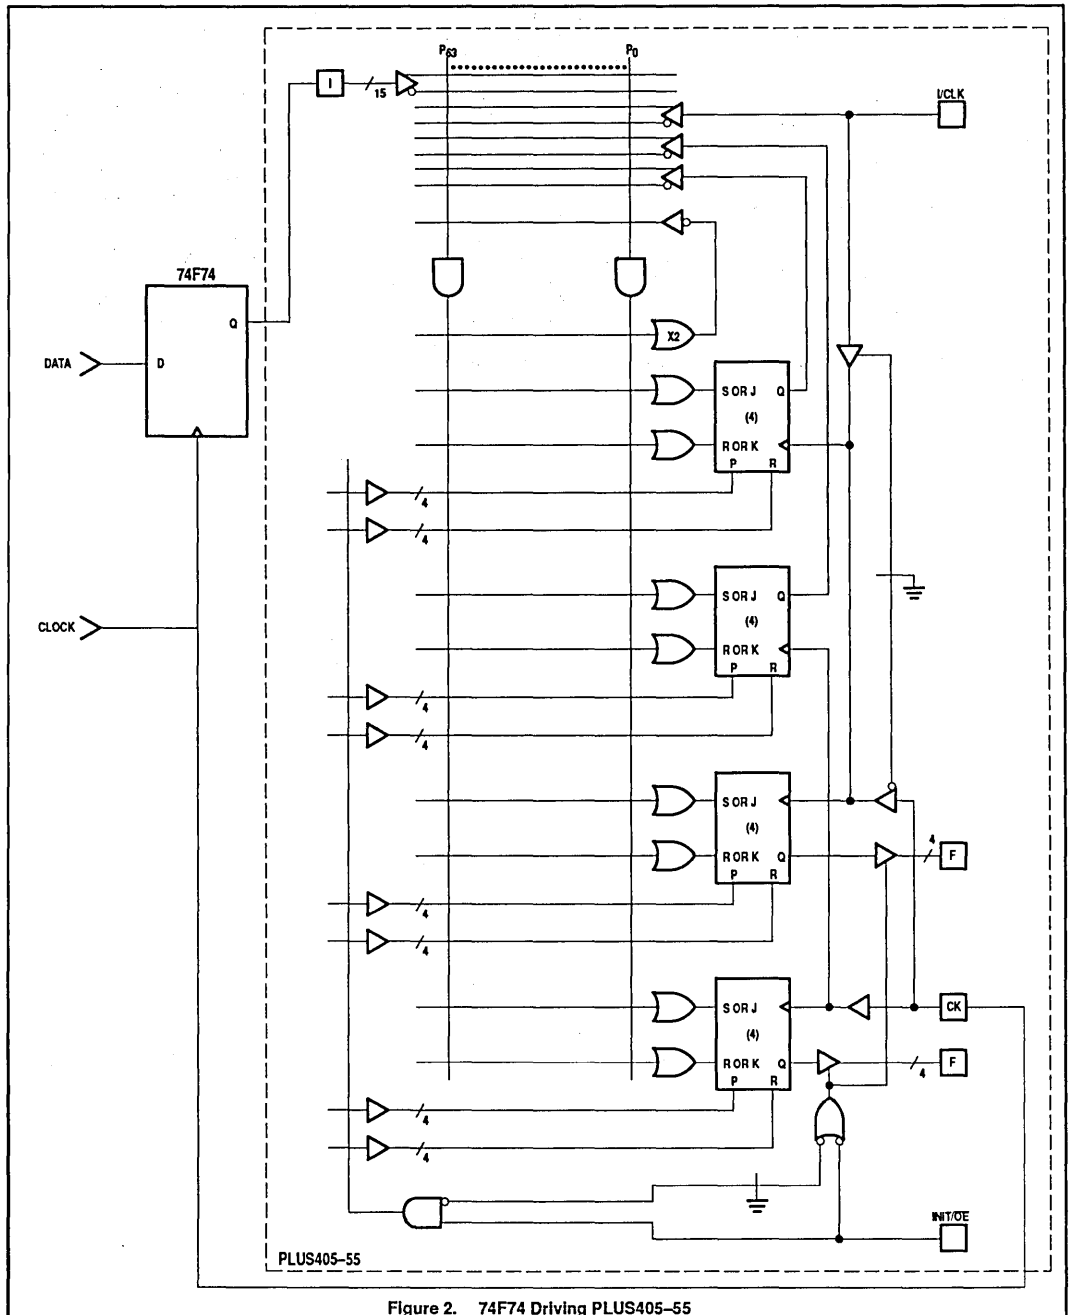 P63 P0
I
15
I/CLK
74F74
Q
DATA
D
X2
S OR J Q
(4)
R OR K
P R
4
4
CLOCK
S OR J Q
(4)
R OR K
P R
4
4
S OR J
(4)
R OR K Q
4
F
P R
4
4
S OR J
CK
(4)
R OR K Q
4
F
P R
4
4
INIT/OE
PLUS405–55
Figure 2. 74F74 Driving PLUS405–55